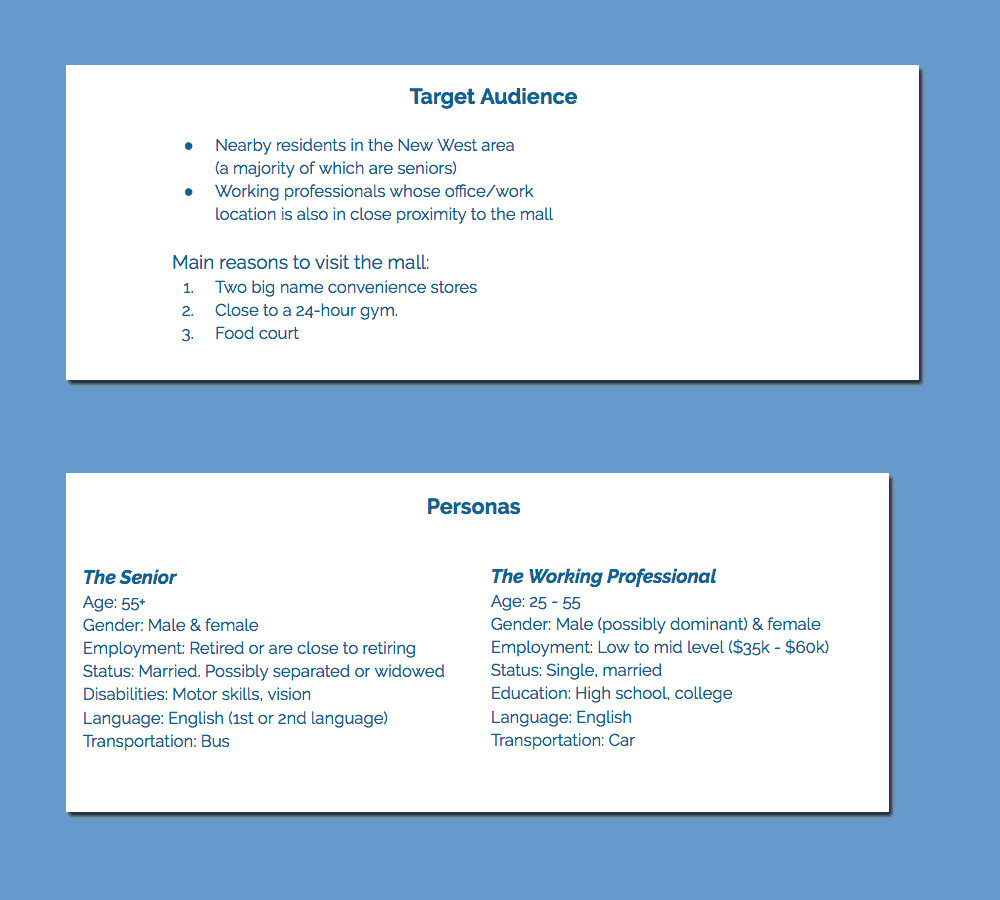 Target Audience
● Nearby residents in the New West area
(a majority of which are seniors)
● Working professionals whose office/work
location is also in close proximity to the mall
Main reasons to visit the mall:
1. Two big name convenience stores
2. Close to a 24-hour gym.
3. Food court
Personas
The Senior
Age: 55+
Gender: Male & female
Employment: Retired or are close to retiring
Status: Married. Possibly separated or widowed
Disabilities: Motor skills, vision
Language: English (1st or 2nd language)
Transportation: Bus
The Working Professional
Age: 25 - 55
Gender: Male (possibly dominant) & female
Employment: Low to mid level ($35k - $60k)
Status: Single, married
Education: High school, college
Language: English
Transportation: Car